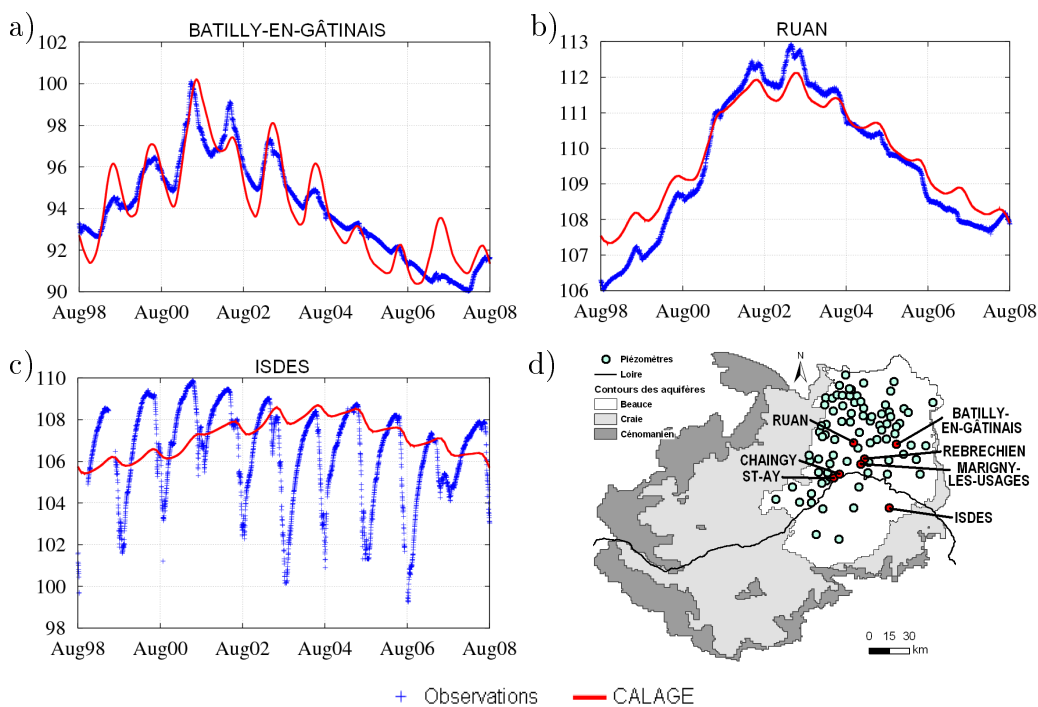 a)
BATILLY-EN-GÂTINAIS
102
100
98
96
94
92
90
Aug98
Aug00
Aug02
Aug04
Aug06
Aug08
b)
RUAN
113
112
111
110
109
108
107
106
Aug98
Aug00
Aug02
Aug04
Aug06
Aug08
c)
ISDES
110
108
106
104
102
100
98
Aug98
Aug00
Aug02
Aug04
Aug06
Aug08
d)
Piézomètres
Loire
Contours des aquifères
Beauce
Craie
Cénomanien
N
RUAN
BATILLY-
EN-GÂTINAIS
REBRECHIEN
CHAINGY
MARIGNY-
ST-AY
LES-USAGES
ISDES
0 15 30
km
Observations
CALAGE